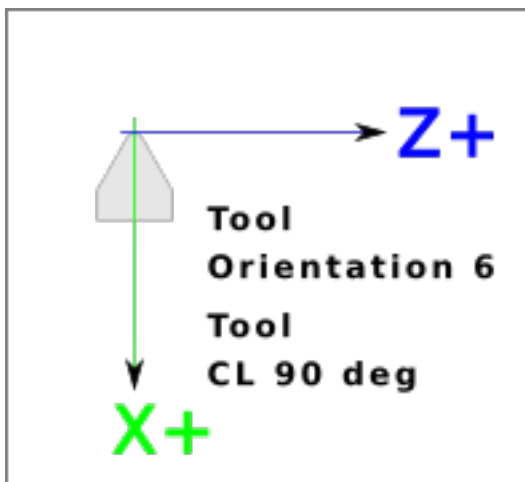 Z+
Tool
Orientation 6
Tool
CL 90 deg
X+